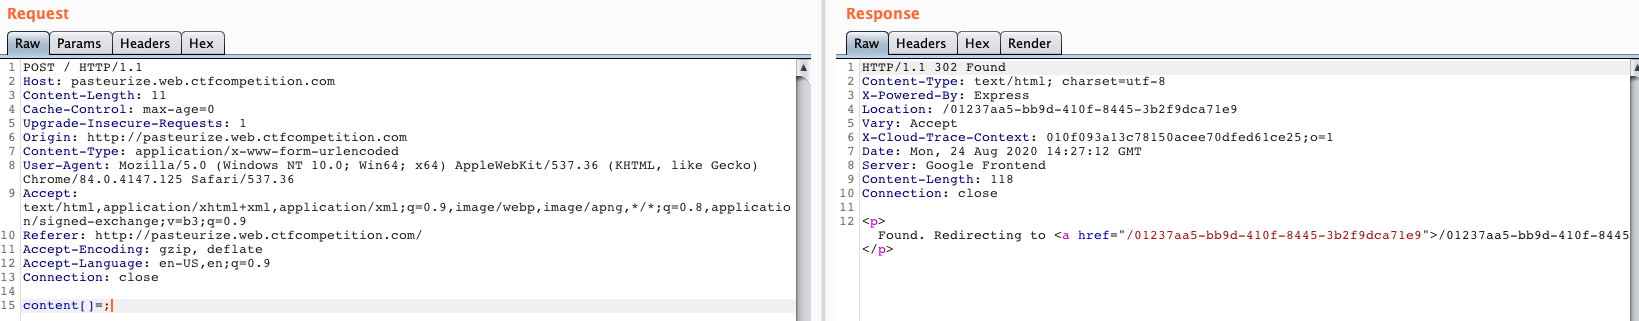 Request
Raw Params Headers Hex
1 POST / HTTP/1.1
2 Host: pasteurize.web.ctfcompetition.com
3 Content-Length: 11
4 Cache-Control: max-age=0
5 Upgrade-Insecure-Requests: 1
6 Origin: http://pasteurize.web.ctfcompetition.com
7 Content-Type: application/x-www-form-urlencoded
8 User-Agent: Mozilla/5.0 (Windows NT 10.0; Win64; x64) AppleWebKit/537.36 (KHTML, like Gecko)
Chrome/84.0.4147.125 Safari/537.36
9 Accept:
text/html,application/xhtml+xml,application/xml;q=0.9,image/webp,image/apng,*/*;q=0.8,applicatio
n/signed-exchange;v=b3;q=0.9
10 Referer: http://pasteurize.web.ctfcompetition.com/
11 Accept-Encoding: gzip, deflate
12 Accept-Language: en-US,en;q=0.9
13 Connection: close
14
15 content[]=;
Response
Raw Headers Hex Render
1 HTTP/1.1 302 Found
2 Content-Type: text/html; charset=utf-8
3 X-Powered-By: Express
4 Location: /01237aa5-bb9d-410f-8445-3b2f9dca71e9
5 Vary: Accept
6 X-Cloud-Trace-Context: 010f093a13c78150acee70dfed61ce25;o=1
7 Date: Mon, 24 Aug 2020 14:27:12 GMT
8 Server: Google Frontend
9 Content-Length: 118
10 Connection: close
11
12 <p>
Found. Redirecting to <a href="/01237aa5-bb9d-410f-8445-3b2f9dca71e9">/01237aa5-bb9d-410f-8445
</p>